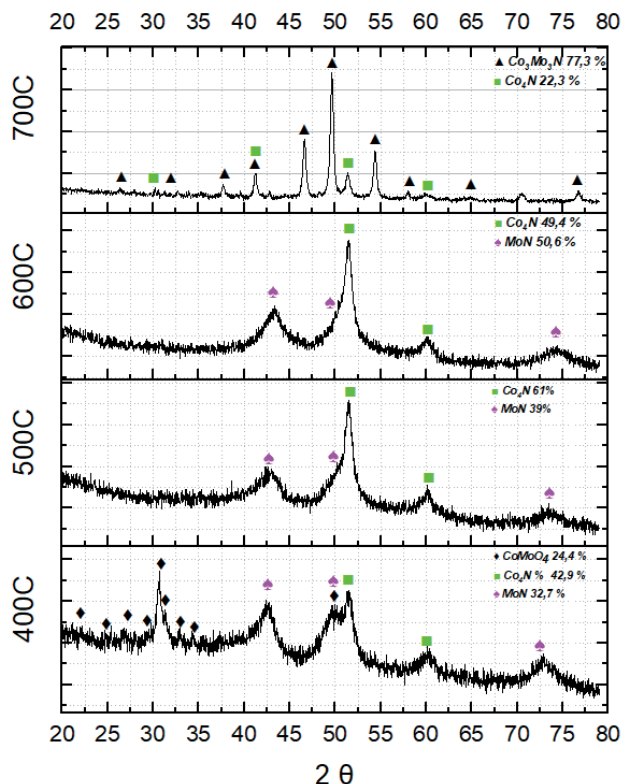 20 25 30 35 40 45 50 55 60 65 70 75 80
700C
Co₃Mo₃N 77,3 %
Co₄N 22,3 %
600C
Co₄N 49,4 %
MoN 50,6 %
500C
Co₄N 61%
MoN 39%
400C
CoMoO₄ 24,4 %
Co₄N % 42,9 %
MoN 32,7 %
20 25 30 35 40 45 50 55 60 65 70 75 80
2 θ